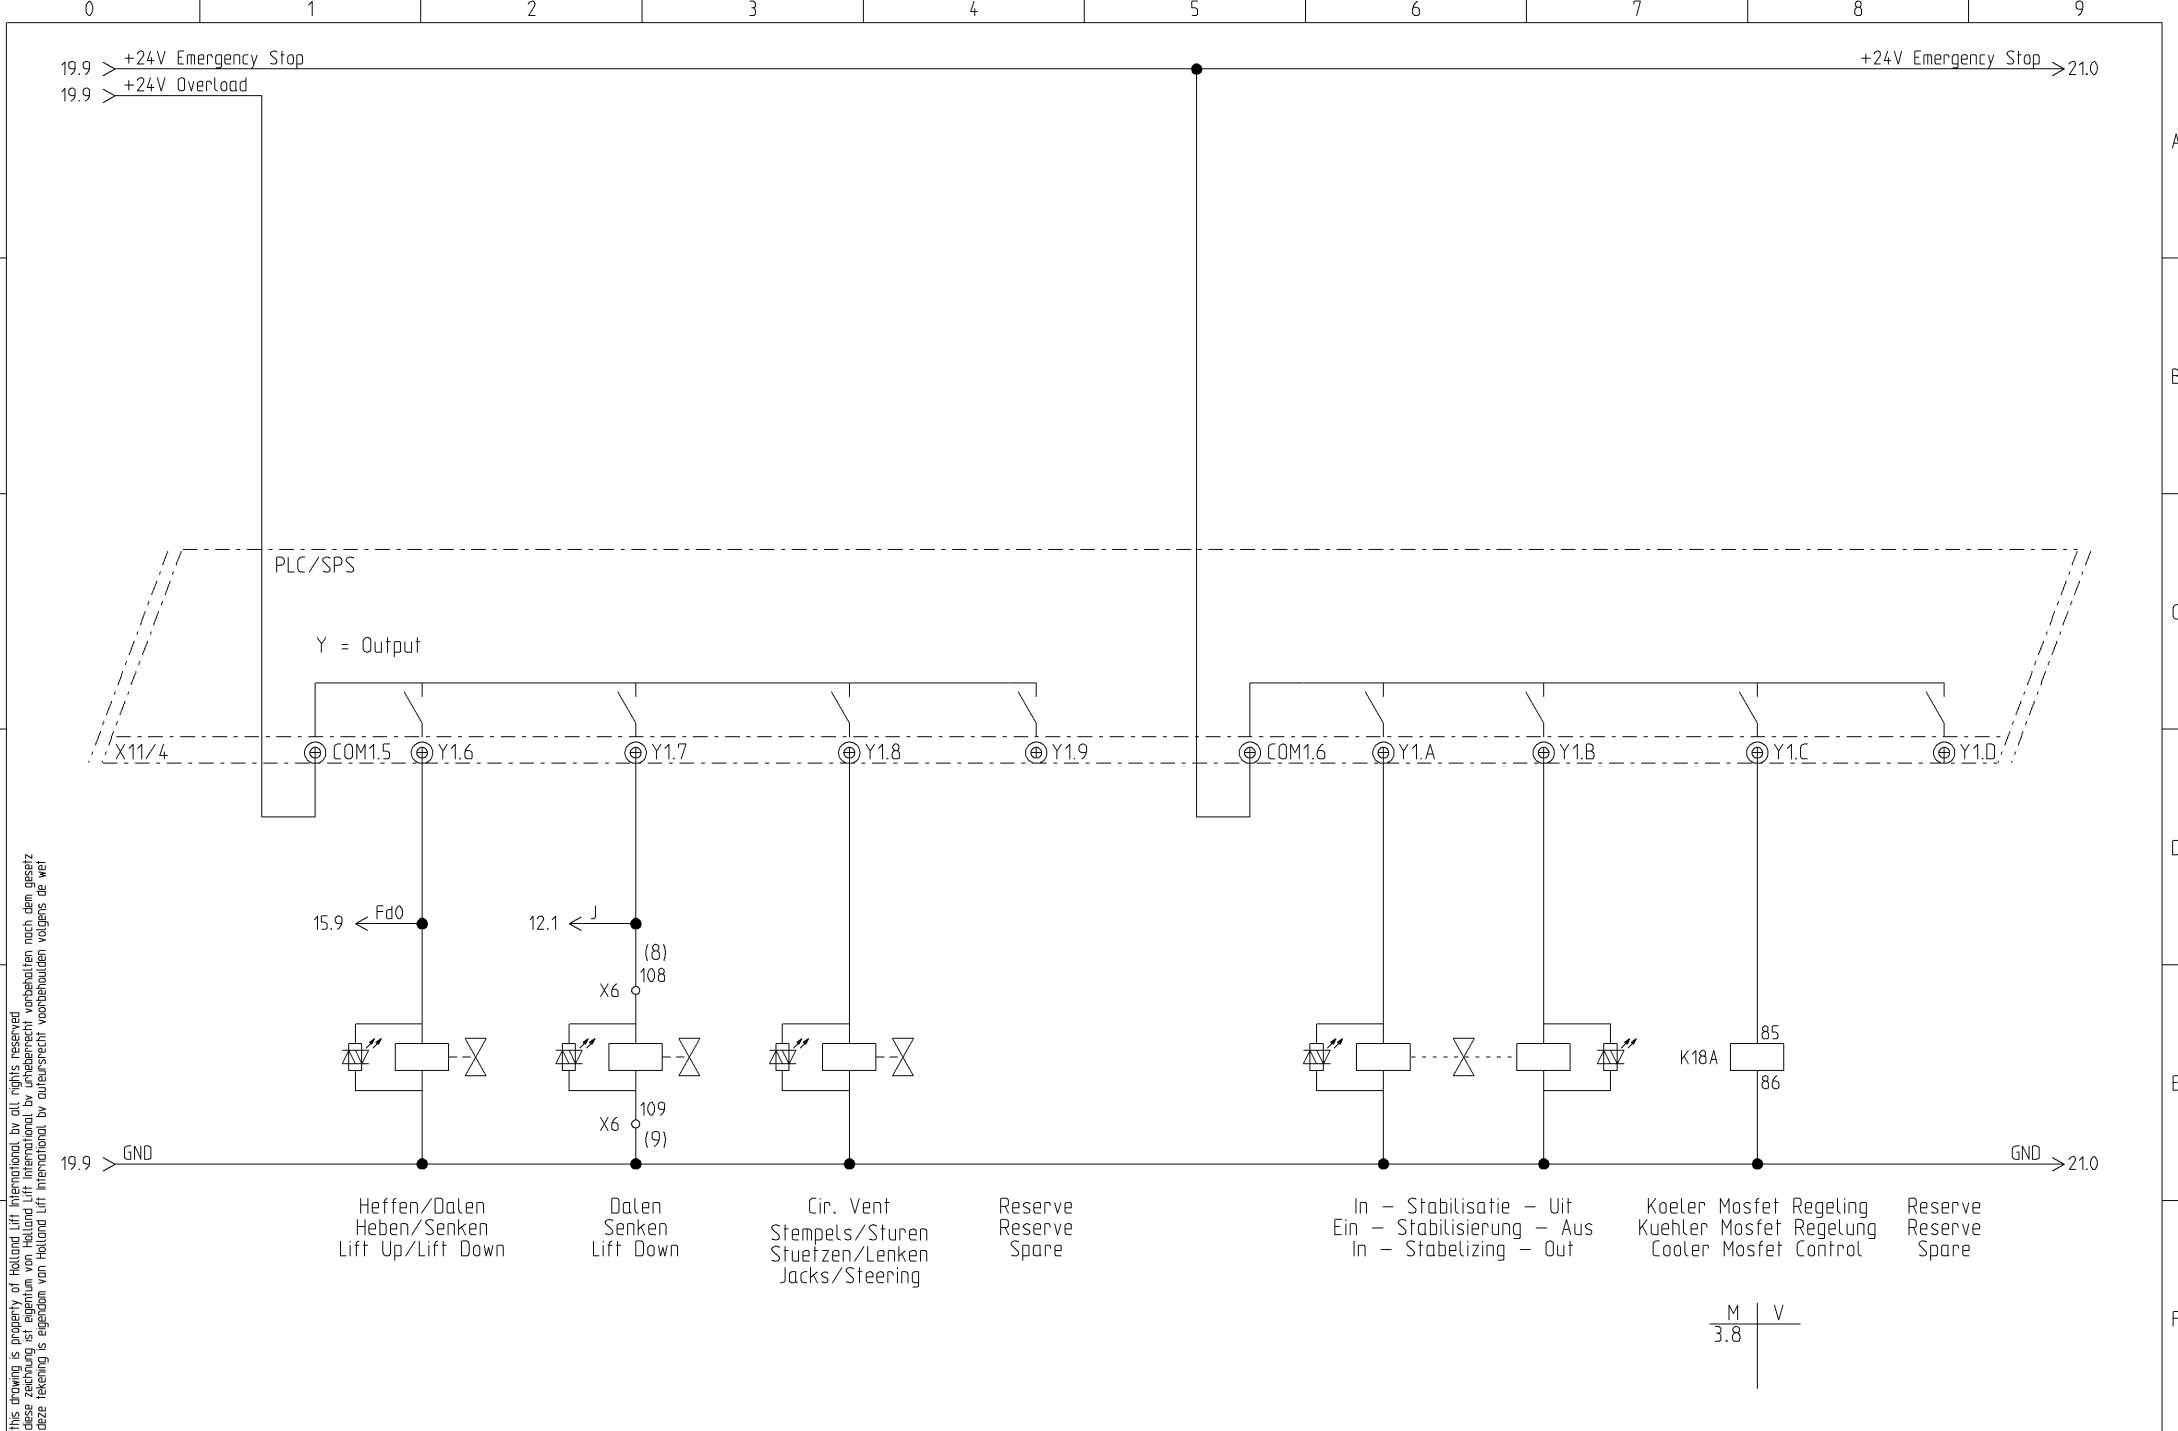 0 1 2 3 4 5 6 7 8 9
19.9 +24V Emergency Stop +24V Emergency Stop 21.0
19.9 +24V Overload
A
B
PLC/SPS
C
Y = Output
X11/4 COM1.5 Y1.6 Y1.7 Y1.8 Y1.9 COM1.6 Y1.A Y1.B Y1.C Y1.D
D
15.9 Fd0 12.1 J
(8)
108
X6
85
K18A
86
E
109
X6
(9)
19.9 GND GND 21.0
Heffen/Dalen
Heben/Senken
Lift Up/Lift Down
Dalen
Senken
Lift Down
Cir. Vent
Stempels/Sturen
Stuetzen/Lenken
Jacks/Steering
Reserve
Reserve
Spare
In - Stabilisatie - Uit
Ein - Stabilisierung - Aus
In - Stabelizing - Out
Koeler Mosfet Regeling
Kuehler Mosfet Regelung
Cooler Mosfet Control
Reserve
Reserve
Spare
M V
3.8
F
this drawing is property of Holland Lift International bv all rights reserved
diese zeichnung ist eigentum von Holland Lift International bv urheberrecht vorbehalten nach dem gesetz
deze tekening is eigendom van Holland Lift International bv auteursrecht voorbehoulden volgens de wet